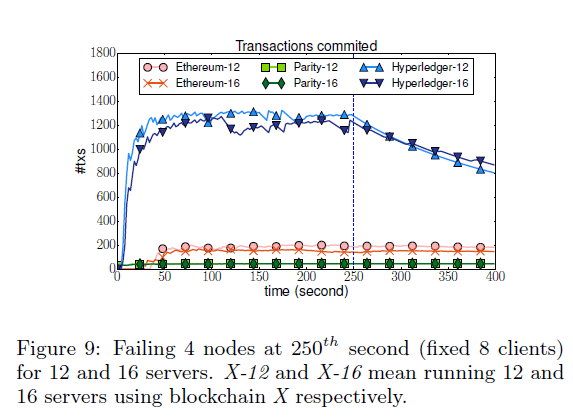 Transactions commited
Ethereum-12 Parity-12 Hyperledger-12
Ethereum-16 Parity-16 Hyperledger-16
1800
1600
1400
1200
1000
800
600
400
200
0
#txs
0 50 100 150 200 250 300 350 400
time (second)
Figure 9: Failing 4 nodes at 250th second (fixed 8 clients)
for 12 and 16 servers. X-12 and X-16 mean running 12 and
16 servers using blockchain X respectively.